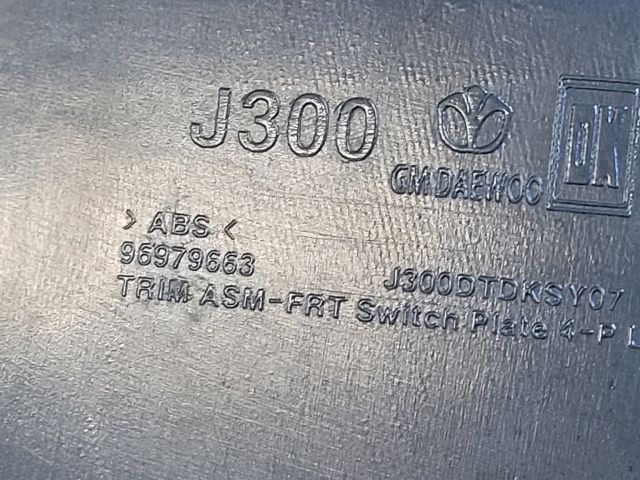 J300
GM DAEWOO
DK
> ABS <
96979663
J300DTDKSY07
TRIM ASM-FRT Switch Plate 4-P L